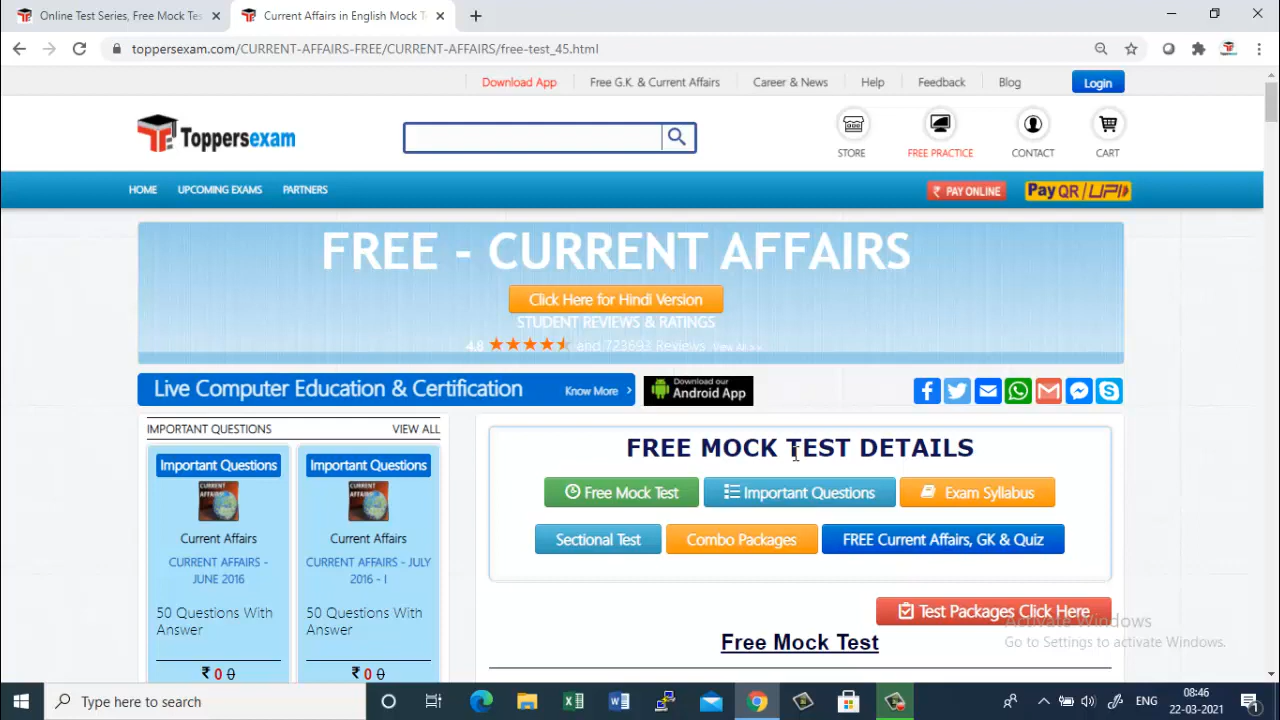 Online Test Series, Free Mock Tes
Current Affairs in English Mock T
toppersexam.com/CURRENT-AFFAIRS-FREE/CURRENT-AFFAIRS/free-test_45.html
Download App
Free G.K. & Current Affairs
Career & News
Help
Feedback
Blog
Login
Toppersexam
STORE
FREE PRACTICE
CONTACT
CART
HOME
UPCOMING EXAMS
PARTNERS
₹ PAY ONLINE
Pay QR / UPI
FREE - CURRENT AFFAIRS
Click Here for Hindi Version
STUDENT REVIEWS & RATINGS
4.8 and 723693 Reviews View All >>
Live Computer Education & Certification
Know More
Download our
Android App
IMPORTANT QUESTIONS
VIEW ALL
Important Questions
CURRENT AFFAIRS
Current Affairs
CURRENT AFFAIRS -
JUNE 2016
50 Questions With
Answer
₹ 0 0
Important Questions
CURRENT AFFAIRS
Current Affairs
CURRENT AFFAIRS - JULY
2016 - I
50 Questions With
Answer
₹ 0 0
FREE MOCK TEST DETAILS
Free Mock Test
Important Questions
Exam Syllabus
Sectional Test
Combo Packages
FREE Current Affairs, GK & Quiz
Test Packages Click Here
Free Mock Test
Activate Windows
Go to Settings to activate Windows.
Type here to search
ENG
08:46
22-03-2021
1